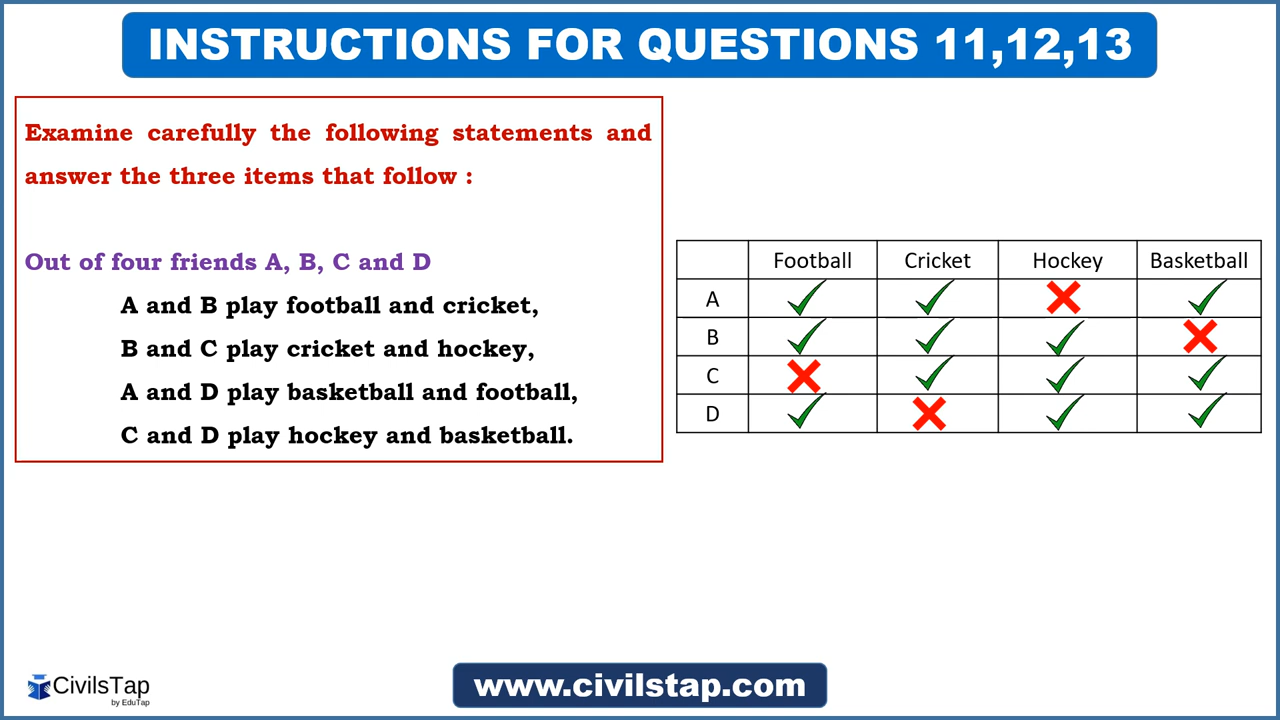 INSTRUCTIONS FOR QUESTIONS 11,12,13
Examine carefully the following statements and
answer the three items that follow :
Out of four friends A, B, C and D
A and B play football and cricket,
B and C play cricket and hockey,
A and D play basketball and football,
C and D play hockey and basketball.
Football Cricket Hockey Basketball
A
B
C
D
CivilsTap
by EduTap
www.civilstap.com